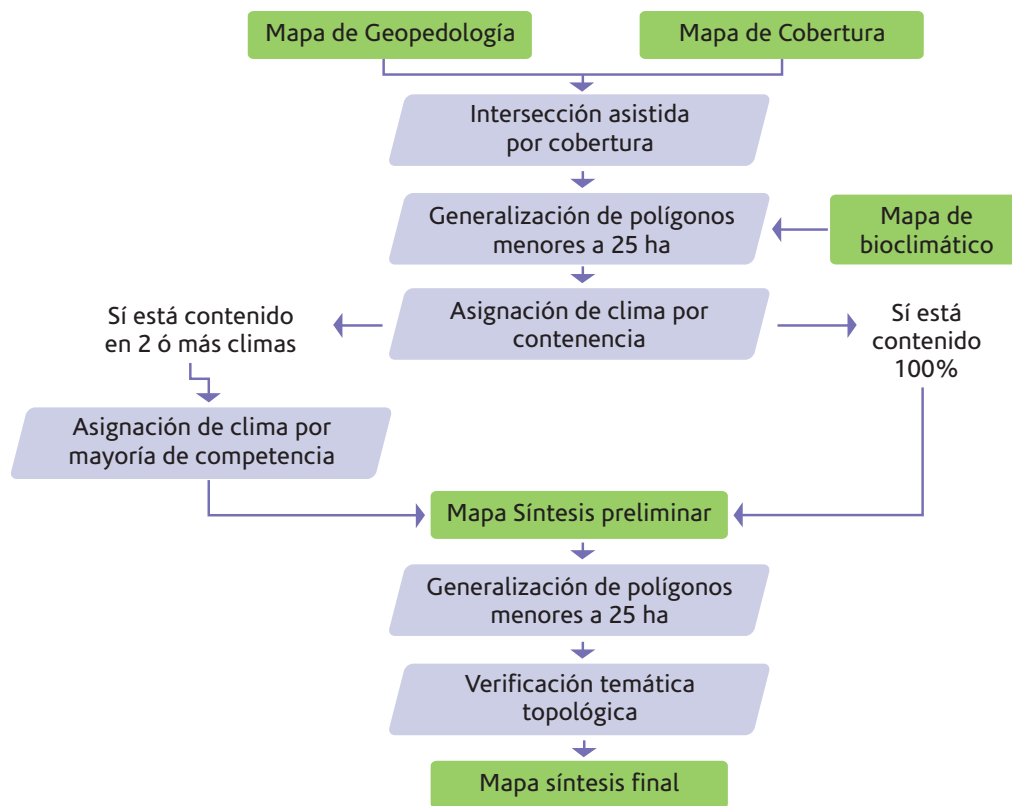 Mapa de Geopedología
Mapa de Cobertura
Intersección asistida
por cobertura
Generalización de polígonos
menores a 25 ha
Mapa de
bioclimático
Asignación de clima por
contenencia
Sí está contenido
en 2 ó más climas
Sí está
contenido
100%
Asignación de clima por
mayoría de competencia
Mapa Síntesis preliminar
Generalización de polígonos
menores a 25 ha
Verificación temática
topológica
Mapa síntesis final